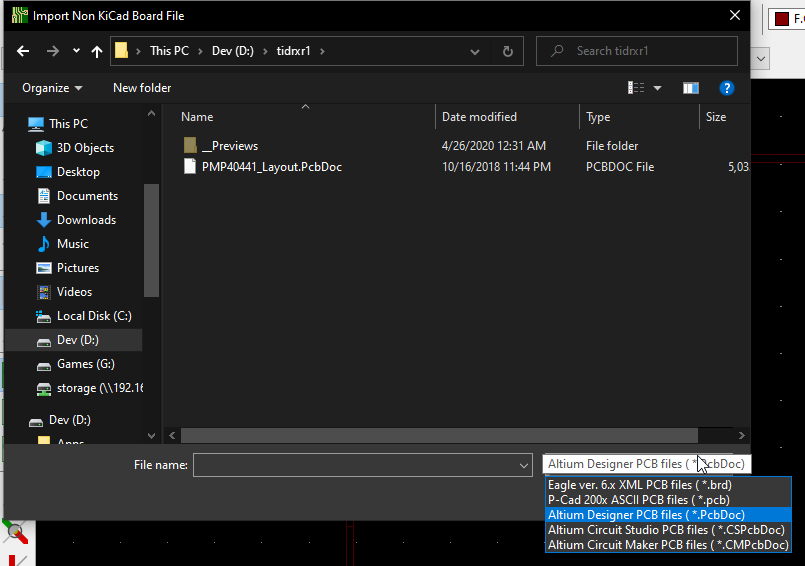 Import Non KiCad Board File
F.C
This PC > Dev (D:) > tidrxr1 >
Search tidrxr1
Organize
New folder
?
Name
Date modified
Type
Size
This PC
3D Objects
Desktop
Documents
Downloads
Music
Pictures
Videos
Local Disk (C:)
Dev (D:)
Games (G:)
storage (\\192.16
Dev (D:)
Apps
__Previews
4/26/2020 12:31 AM
File folder
PMP40441_Layout.PcbDoc
10/16/2018 11:44 PM
PCBDOC File
5,03
File name:
Altium Designer PCB files ( *.PcbDoc)
Eagle ver. 6.x XML PCB files ( *.brd)
P-Cad 200x ASCII PCB files ( *.pcb)
Altium Designer PCB files ( *.PcbDoc)
Altium Circuit Studio PCB files ( *.CSPcbDoc)
Altium Circuit Maker PCB files ( *.CMPcbDoc)